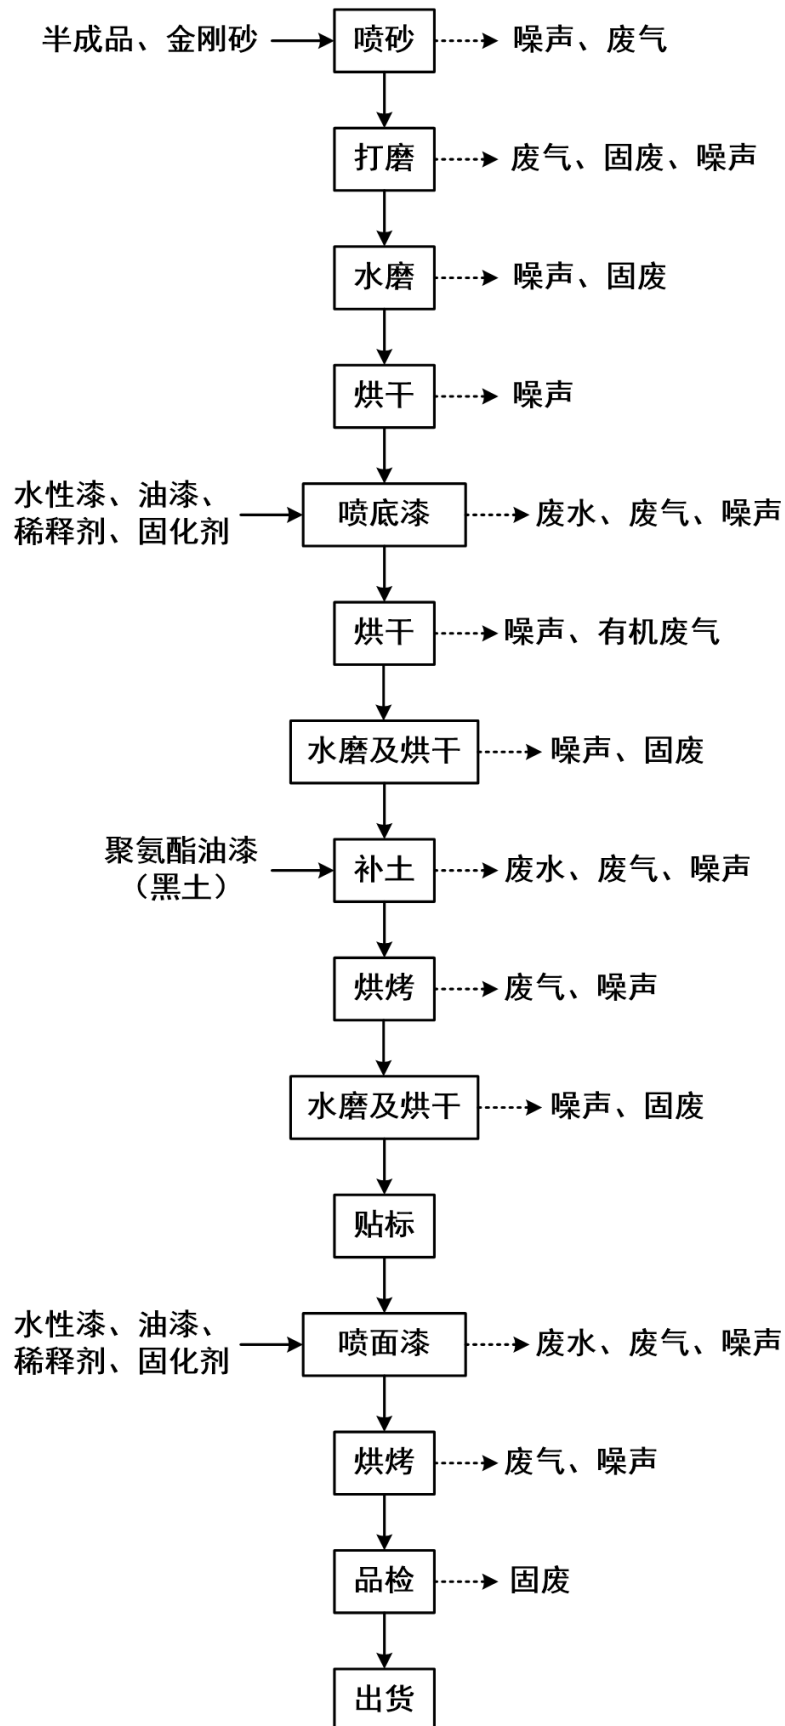 半成品、金刚砂
喷砂
噪声、废气
打磨
废气、固废、噪声
水磨
噪声、固废
烘干
噪声
水性漆、油漆、
稀释剂、固化剂
喷底漆
废水、废气、噪声
烘干
噪声、有机废气
水磨及烘干
噪声、固废
聚氨酯油漆
（黑土）
补土
废水、废气、噪声
烘烤
废气、噪声
水磨及烘干
噪声、固废
贴标
水性漆、油漆、
稀释剂、固化剂
喷面漆
废水、废气、噪声
烘烤
废气、噪声
品检
固废
出货